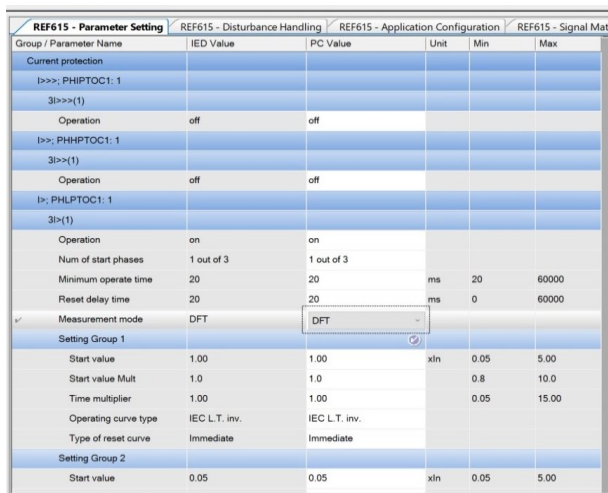 REF615 - Parameter Setting REF615 - Disturbance Handling REF615 - Application Configuration REF615 - Signal Mat
Group / Parameter Name IED Value PC Value Unit Min Max
Current protection
I>>>; PHIPTOC1: 1
3I>>>(1)
Operation off off
I>>; PHHPTOC1: 1
3I>>(1)
Operation off off
I>; PHLPTOC1: 1
3I>(1)
Operation on on
Num of start phases 1 out of 3 1 out of 3
Minimum operate time 20 20 ms 20 60000
Reset delay time 20 20 ms 0 60000
Measurement mode DFT DFT
Setting Group 1
Start value 1.00 1.00 xIn 0.05 5.00
Start value Mult 1.0 1.0 0.8 10.0
Time multiplier 1.00 1.00 0.05 15.00
Operating curve type IEC L.T. inv. IEC L.T. inv.
Type of reset curve Immediate Immediate
Setting Group 2
Start value 0.05 0.05 xIn 0.05 5.00